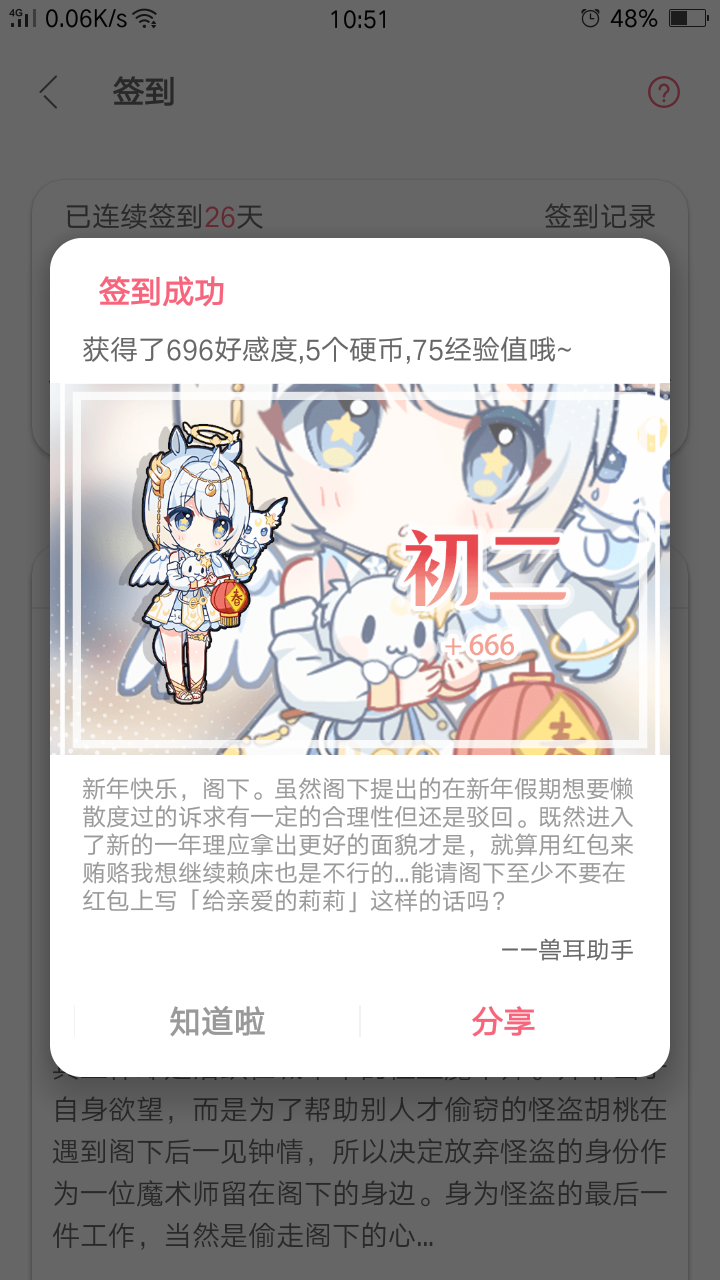 4G 0.06K/s 10:51 48%
签到
?
已连续签到26天 签到记录
签到成功
获得了696好感度,5个硬币,75经验值哦~
初二
+666
春
春
新年快乐，阁下。虽然阁下提出的在新年假期想要懒
散度过的诉求有一定的合理性但还是驳回。既然进入
了新的一年理应拿出更好的面貌才是，就算用红包来
贿赂我想继续赖床也是不行的...能请阁下至少不要在
红包上写「给亲爱的莉莉」这样的话吗？
——兽耳助手
知道啦 分享
自身欲望，而是为了帮助别人才偷窃的怪盗胡桃在
遇到阁下后一见钟情，所以决定放弃怪盗的身份作
为一位魔术师留在阁下的身边。身为怪盗的最后一
件工作，当然是偷走阁下的心...